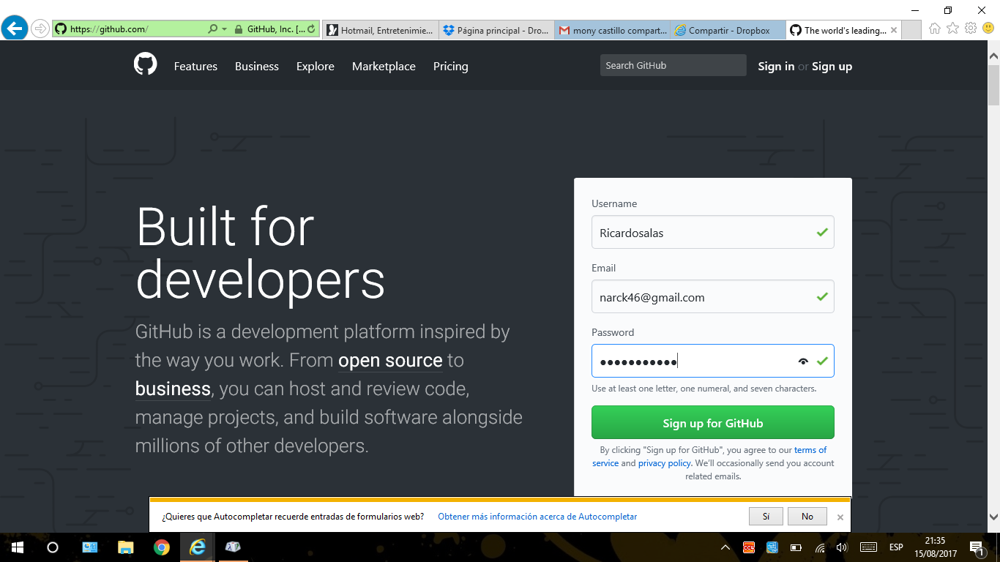 https://github.com/
GitHub, Inc. [...
Hotmail, Entretenimie...
Página principal - Dro...
mony castillo compart...
Compartir - Dropbox
The world's leading...
Features
Business
Explore
Marketplace
Pricing
Search GitHub
Sign in or Sign up
Built for
developers
GitHub is a development platform inspired by
the way you work. From open source to
business, you can host and review code,
manage projects, and build software alongside
millions of other developers.
Username
Ricardosalas
Email
narck46@gmail.com
Password
Use at least one letter, one numeral, and seven characters.
Sign up for GitHub
By clicking "Sign up for GitHub", you agree to our terms of
service and privacy policy. We'll occasionally send you account
related emails.
¿Quieres que Autocompletar recuerde entradas de formularios web?
Obtener más información acerca de Autocompletar
Sí
No
ESP
21:35
15/08/2017
1